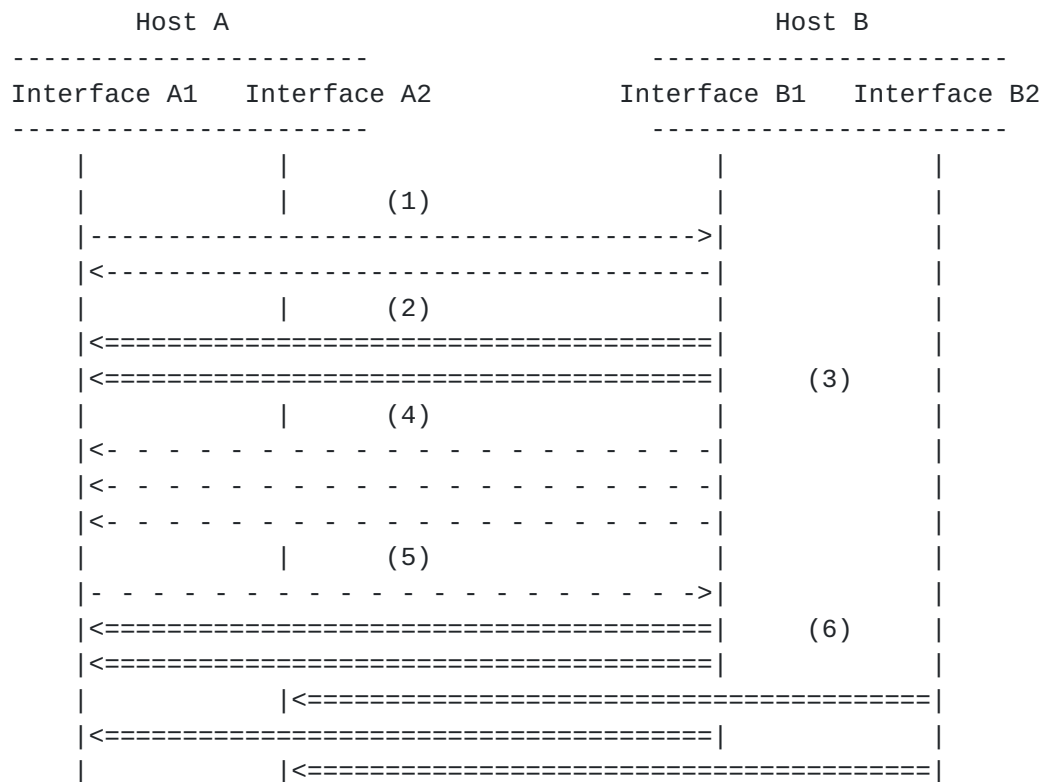 Host A                                   Host B
-----------------------                  -----------------------
Interface A1   Interface A2            Interface B1   Interface B2
-----------------------                  -----------------------
    |            |                           |             |
    |            |      (1)                  |             |
    |--------------------------------------->|             |
    |<---------------------------------------|             |
    |            |      (2)                  |             |
    |<=======================================|             |
    |<=======================================|     (3)     |
    |            |      (4)                  |             |
    |<- - - - - - - - - - - - - - - - - - - -|             |
    |<- - - - - - - - - - - - - - - - - - - -|             |
    |<- - - - - - - - - - - - - - - - - - - -|             |
    |            |      (5)                  |             |
    |- - - - - - - - - - - - - - - - - - - ->|             |
    |<=======================================|     (6)     |
    |<=======================================|             |
    |            |<========================================|
    |<=======================================|             |
    |            |<========================================|